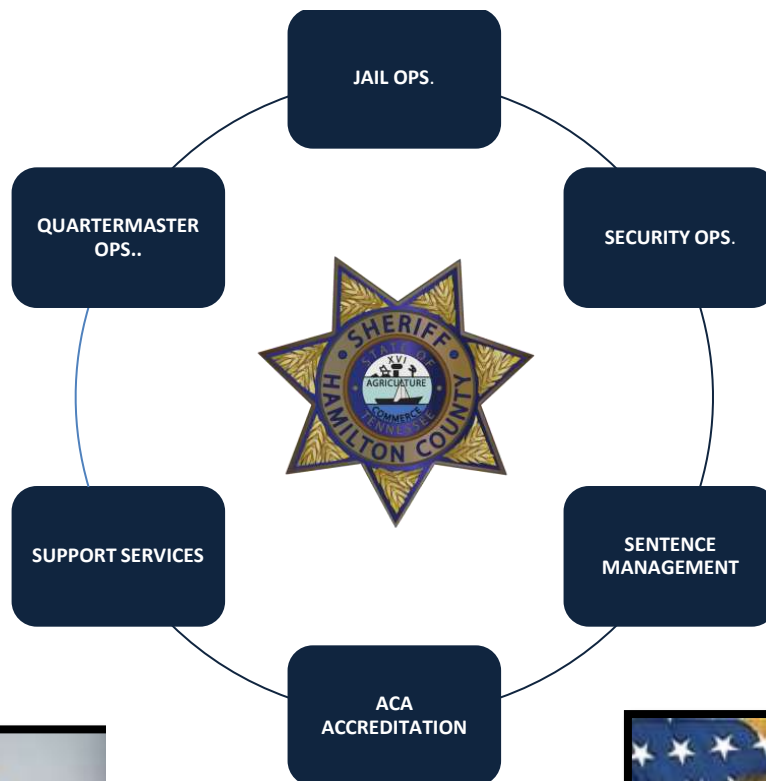 JAIL OPS.
QUARTERMASTER
OPS..
SECURITY OPS.
SHERIFF
STATE OF
XVI
AGRICULTURE
COMMERCE
TENNESSEE
HAMILTON COUNTY
SUPPORT SERVICES
SENTENCE
MANAGEMENT
ACA
ACCREDITATION